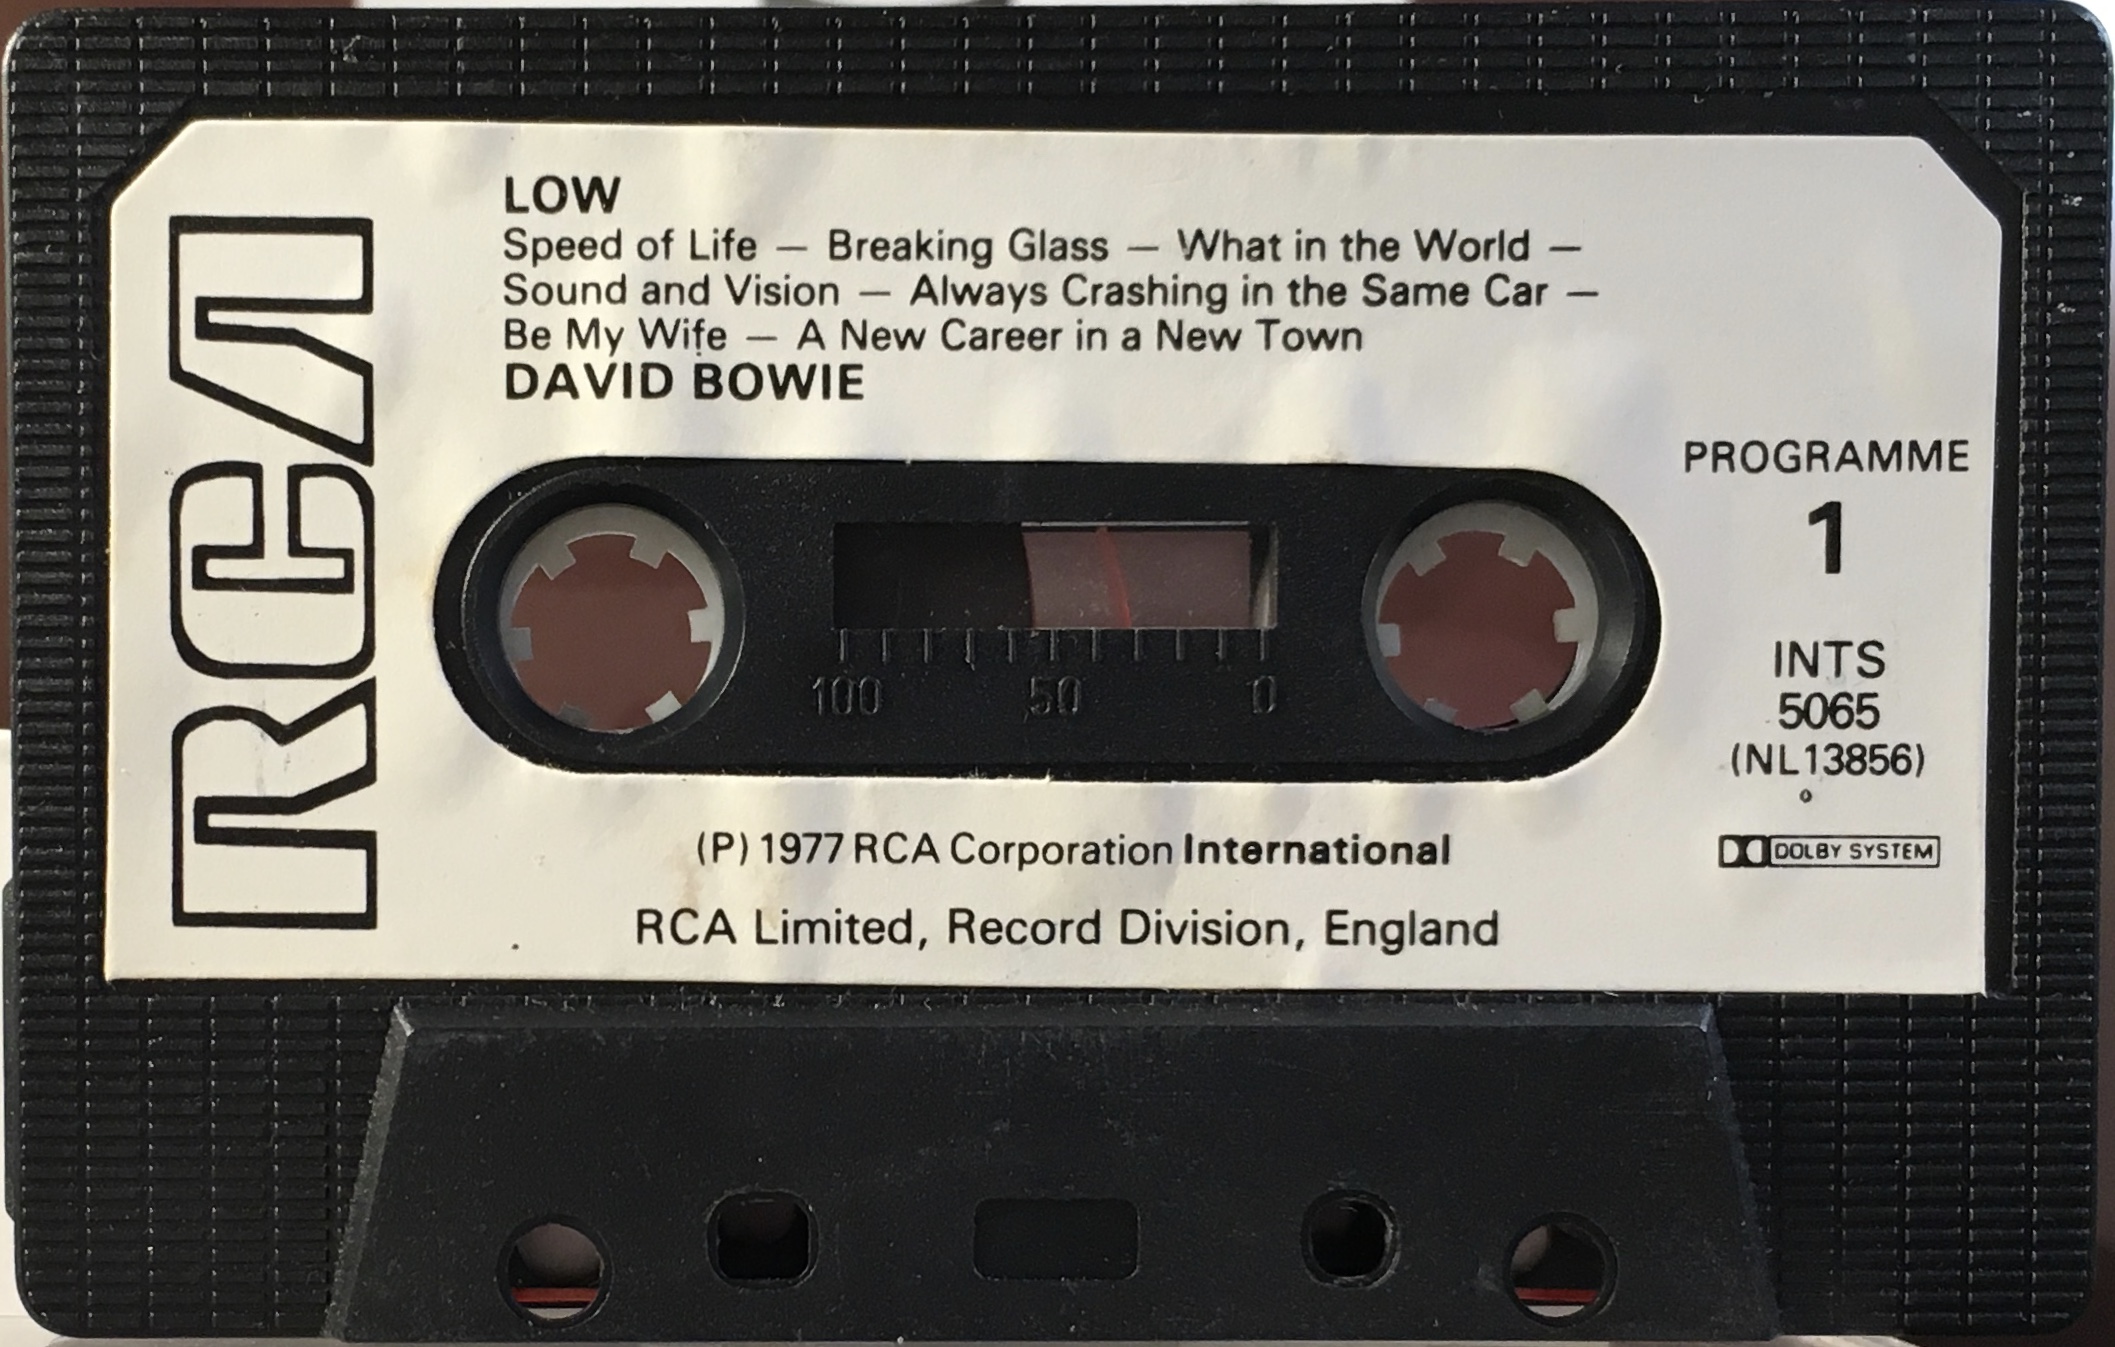 RCA
LOW
Speed of Life — Breaking Glass — What in the World —
Sound and Vision — Always Crashing in the Same Car —
Be My Wife — A New Career in a New Town
DAVID BOWIE
PROGRAMME
1
100 50 0
INTS
5065
(NL13856)
DOLBY SYSTEM
(P) 1977 RCA Corporation International
RCA Limited, Record Division, England